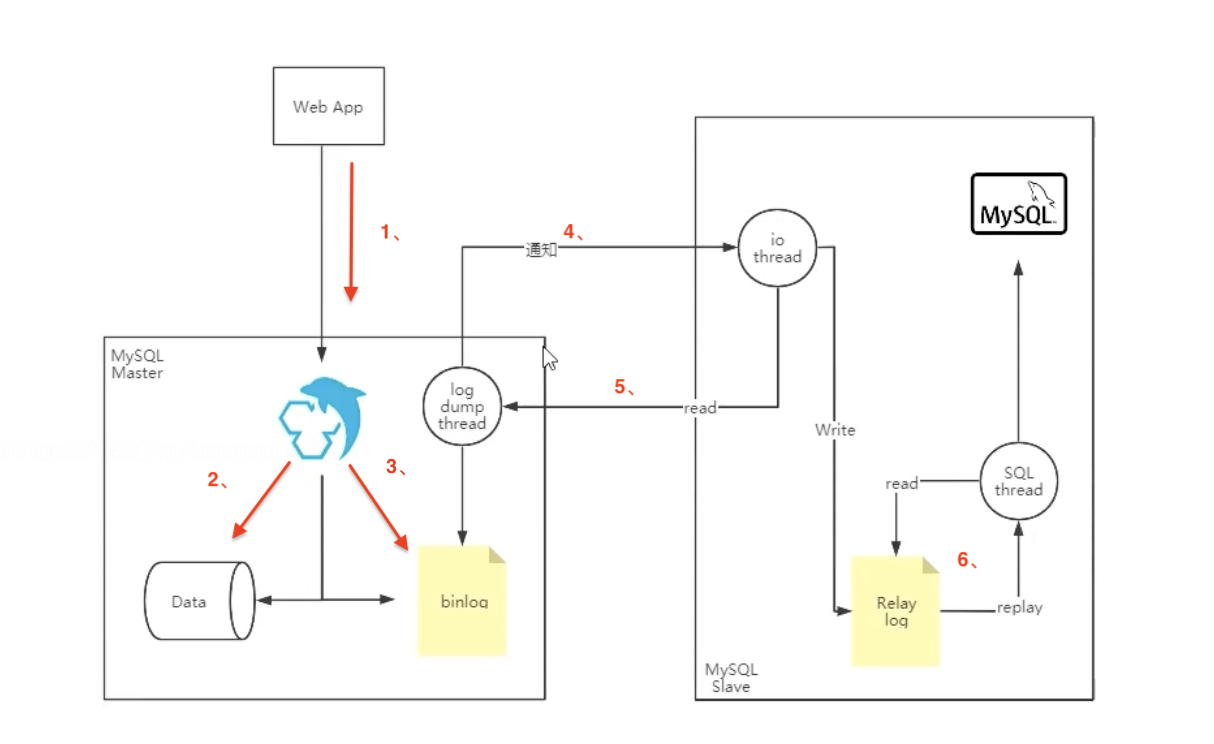 Web App
1、
4、
通知
io
thread
MySQL
MySQL
Master
log
dump
thread
5、
read
Write
2、
3、
read
SQL
thread
6、
Data
binlog
Relay
log
replay
MySQL
Slave